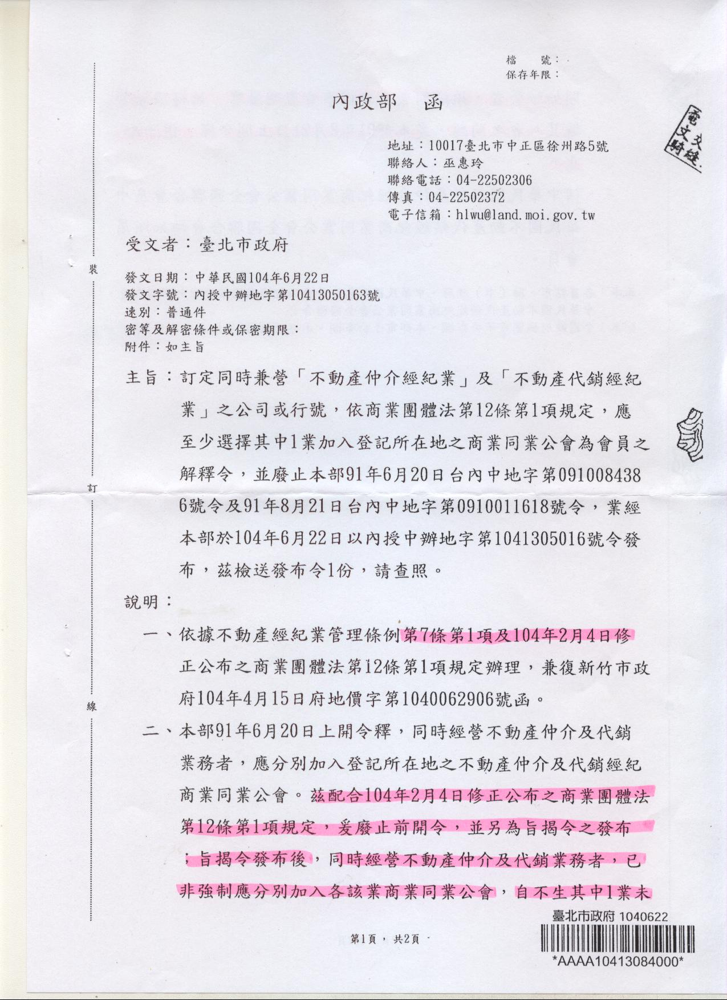 檔　　號：
保存年限：
內政部　函
電交
文縫
騎
地址：10017臺北市中正區徐州路5號
聯絡人：巫惠玲
聯絡電話：04-22502306
傳真：04-22502372
電子信箱：hlwu@land.moi.gov.tw
受文者：臺北市政府
發文日期：中華民國104年6月22日
發文字號：內授中辦地字第10413050163號
速別：普通件
密等及解密條件或保密期限：
附件：如主旨
主旨：訂定同時兼營「不動產仲介經紀業」及「不動產代銷經紀
業」之公司或行號，依商業團體法第12條第1項規定，應
至少選擇其中1業加入登記所在地之商業同業公會為會員之
解釋令，並廢止本部91年6月20日台內中地字第091008438
6號令及91年8月21日台內中地字第0910011618號令，業經
本部於104年6月22日以內授中辦地字第1041305016號令發
布，茲檢送發布令1份，請查照。
說明：
一、依據不動產經紀業管理條例第7條第1項及104年2月4日修
正公布之商業團體法第12條第1項規定辦理，兼復新竹市政
府104年4月15日府地價字第1040062906號函。
二、本部91年6月20日上開令釋，同時經營不動產仲介及代銷
業務者，應分別加入登記所在地之不動產仲介及代銷經紀
商業同業公會。茲配合104年2月4日修正公布之商業團體法
第12條第1項規定，爰廢止前開令，並另為旨揭令之發布
；旨揭令發布後，同時經營不動產仲介及代銷業務者，已
非強制應分別加入各該業商業同業公會，自不生其中1業未
裝
訂
線
臺北市政府 1040622
*AAAA10413084000*
第1頁，共2頁